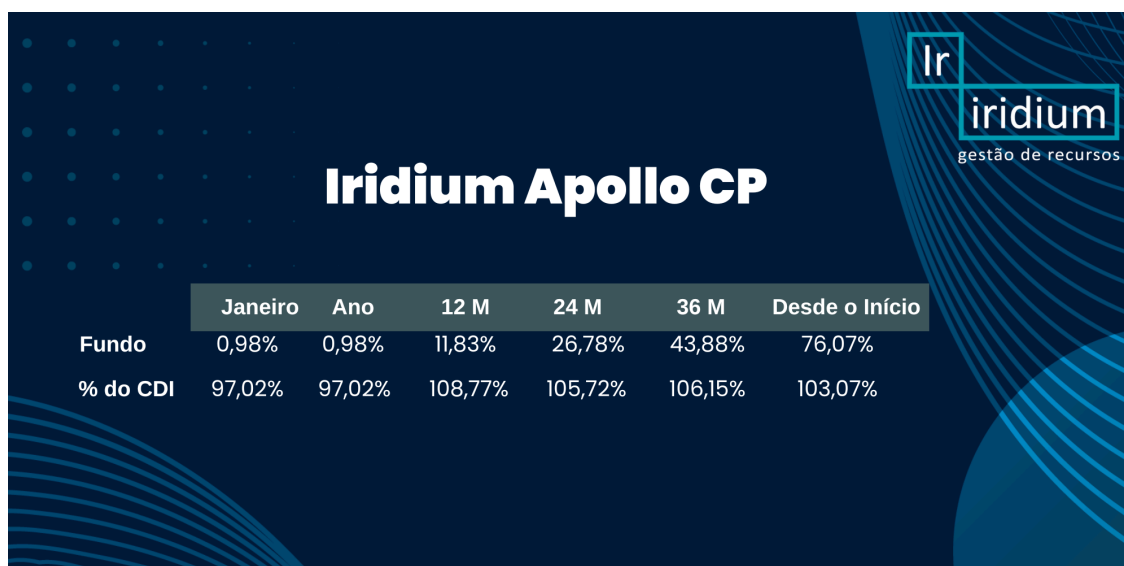 Ir
iridium
gestão de recursos
Iridium Apollo CP
Janeiro Ano 12 M 24 M 36 M Desde o Início
Fundo 0,98% 0,98% 11,83% 26,78% 43,88% 76,07%
% do CDI 97,02% 97,02% 108,77% 105,72% 106,15% 103,07%